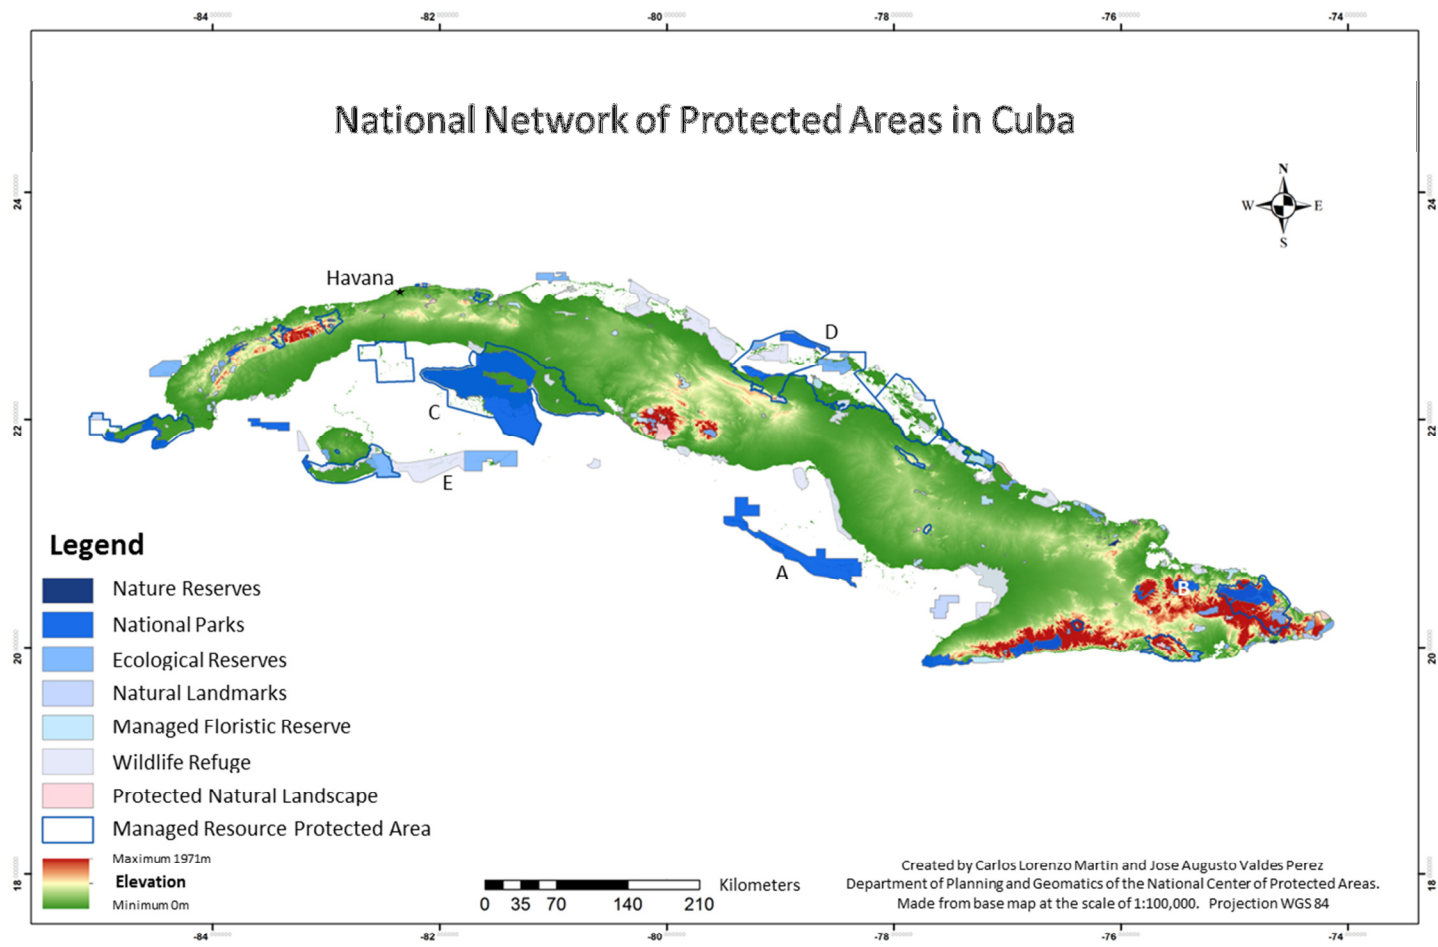 -84 -82 -80 -78 -76 -74
National Network of Protected Areas in Cuba
24 24
N
W E
S
Havana
D
C
22 22
E
A
B
20 20
Legend
Nature Reserves
National Parks
Ecological Reserves
Natural Landmarks
Managed Floristic Reserve
Wildlife Refuge
Protected Natural Landscape
Managed Resource Protected Area
Maximum 1971m
Elevation
Minimum 0m
18 18
Kilometers
0 35 70 140 210
Created by Carlos Lorenzo Martin and Jose Augusto Valdes Perez
Department of Planning and Geomatics of the National Center of Protected Areas.
Made from base map at the scale of 1:100,000. Projection WGS 84
-84 -82 -80 -78 -76 -74